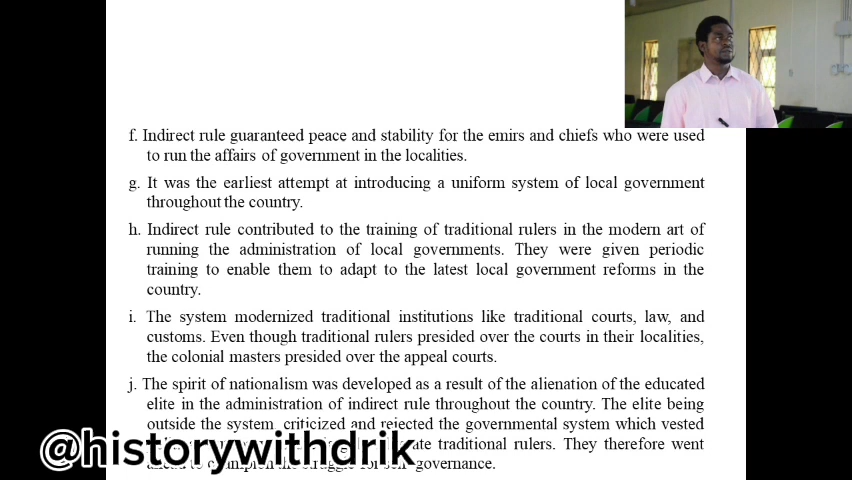 f. Indirect rule guaranteed peace and stability for the emirs and chiefs who were used
to run the affairs of government in the localities.
g. It was the earliest attempt at introducing a uniform system of local government
throughout the country.
h. Indirect rule contributed to the training of traditional rulers in the modern art of
running the administration of local governments. They were given periodic
training to enable them to adapt to the latest local government reforms in the
country.
i. The system modernized traditional institutions like traditional courts, law, and
customs. Even though traditional rulers presided over the courts in their localities,
the colonial masters presided over the appeal courts.
j. The spirit of nationalism was developed as a result of the alienation of the educated
elite in the administration of indirect rule throughout the country. The elite being
outside the system, criticized and rejected the governmental system which vested
traditional rulers. They therefore went
to the struggle for governance.
@historywithdrik